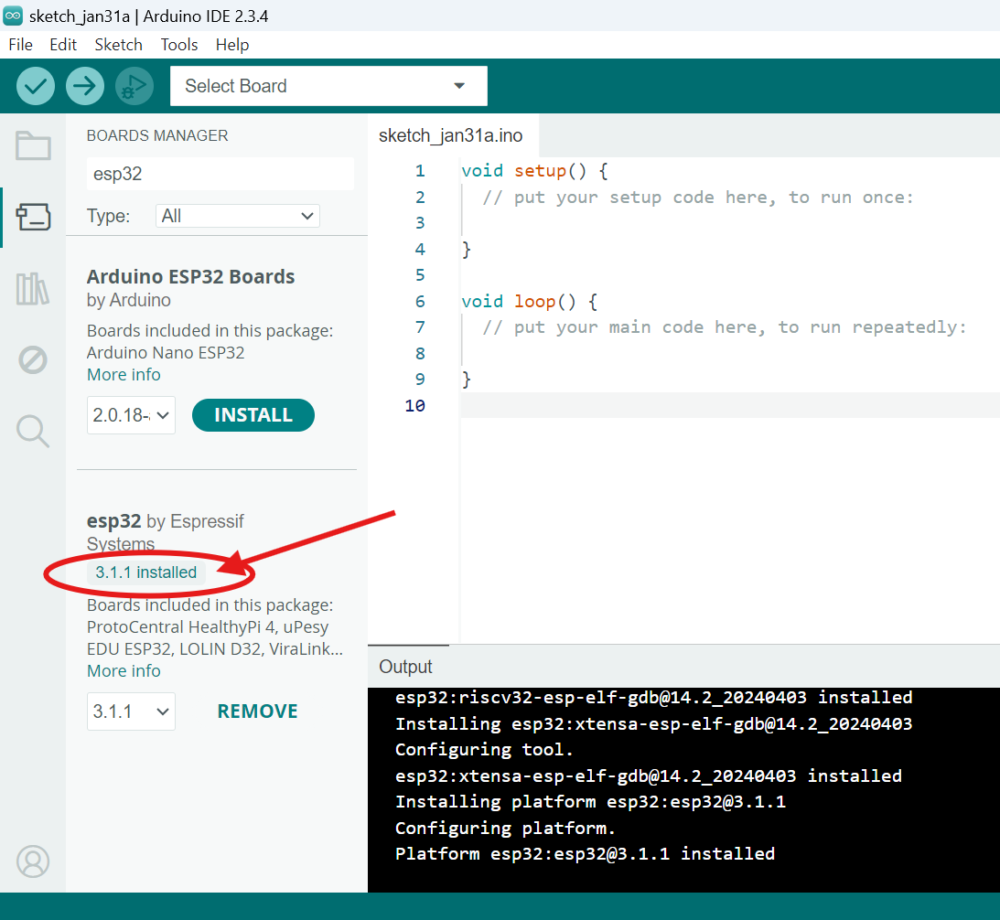 sketch_jan31a | Arduino IDE 2.3.4
File Edit Sketch Tools Help
Select Board
BOARDS MANAGER
esp32
Type: All
Arduino ESP32 Boards
by Arduino
Boards included in this package:
Arduino Nano ESP32
More info
2.0.18- INSTALL
esp32 by Espressif
Systems
3.1.1 installed
Boards included in this package:
ProtoCentral HealthyPi 4, uPesy
EDU ESP32, LOLIN D32, ViraLink...
More info
3.1.1 REMOVE
sketch_jan31a.ino
1 void setup() {
2 // put your setup code here, to run once:
3
4 }
5
6 void loop() {
7 // put your main code here, to run repeatedly:
8
9 }
10
Output
esp32:riscv32-esp-elf-gdb@14.2_20240403 installed
Installing esp32:xtensa-esp-elf-gdb@14.2_20240403
Configuring tool.
esp32:xtensa-esp-elf-gdb@14.2_20240403 installed
Installing platform esp32:esp32@3.1.1
Configuring platform.
Platform esp32:esp32@3.1.1 installed